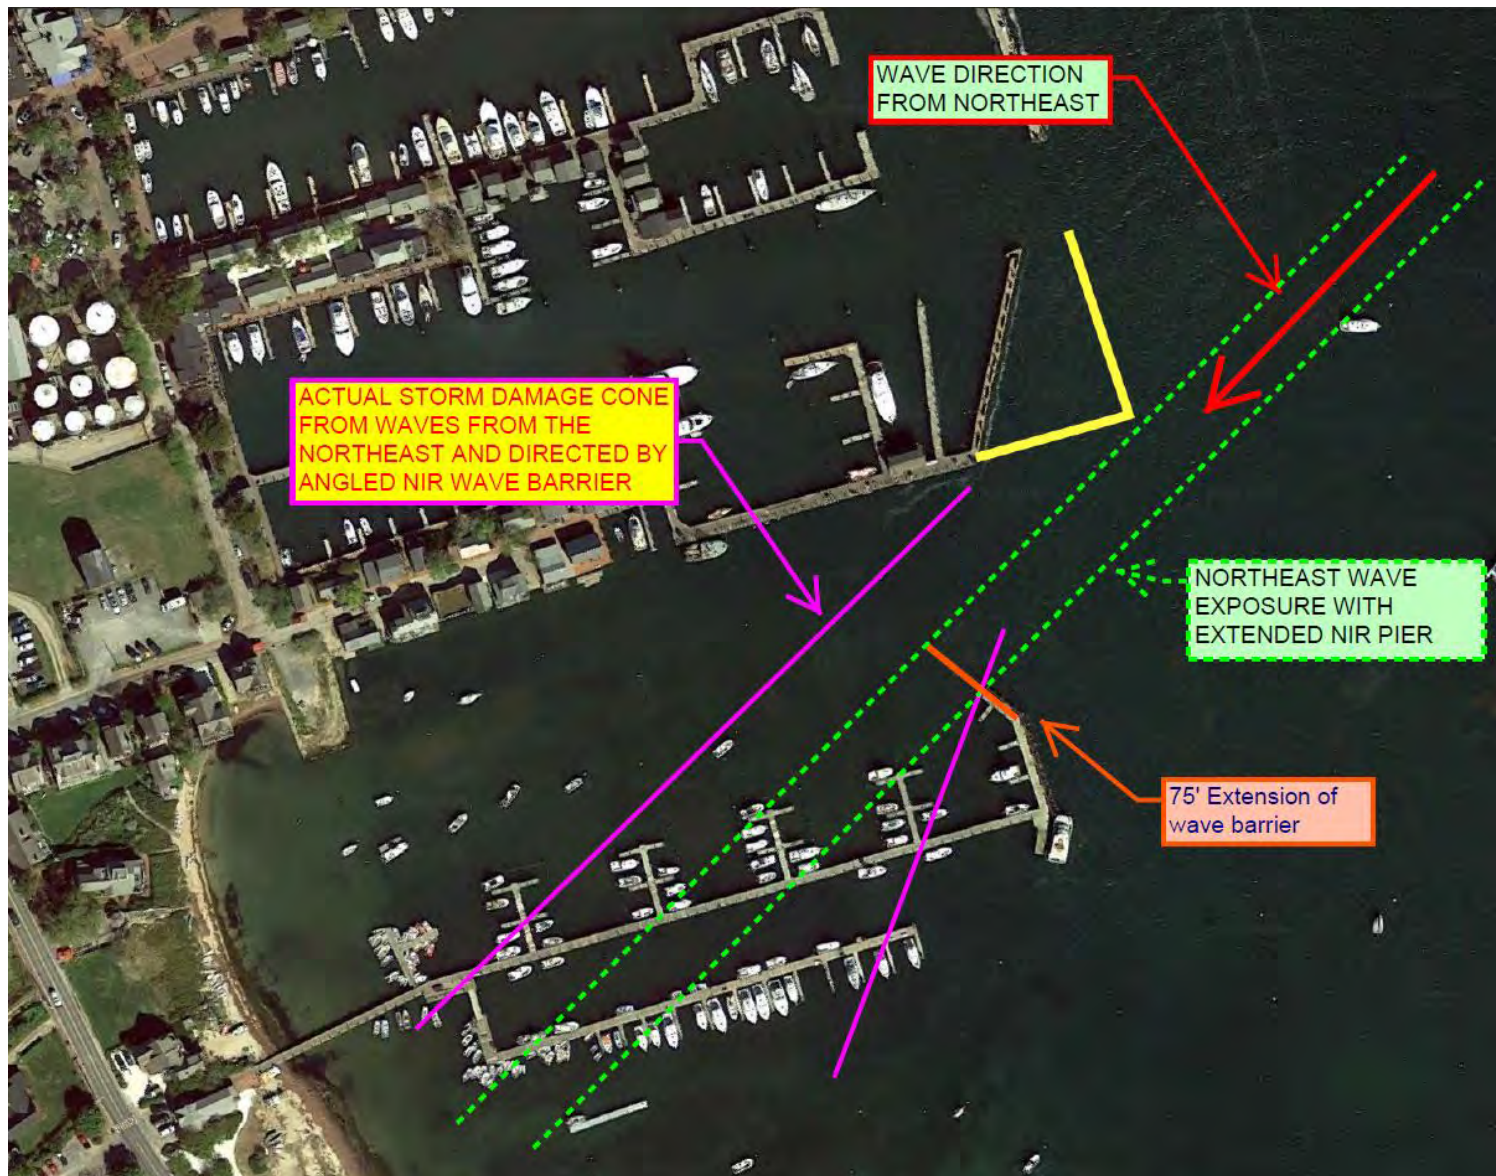 WAVE DIRECTION
FROM NORTHEAST
ACTUAL STORM DAMAGE CONE
FROM WAVES FROM THE
NORTHEAST AND DIRECTED BY
ANGLED NIR WAVE BARRIER
NORTHEAST WAVE
EXPOSURE WITH
EXTENDED NIR PIER
75' Extension of
wave barrier